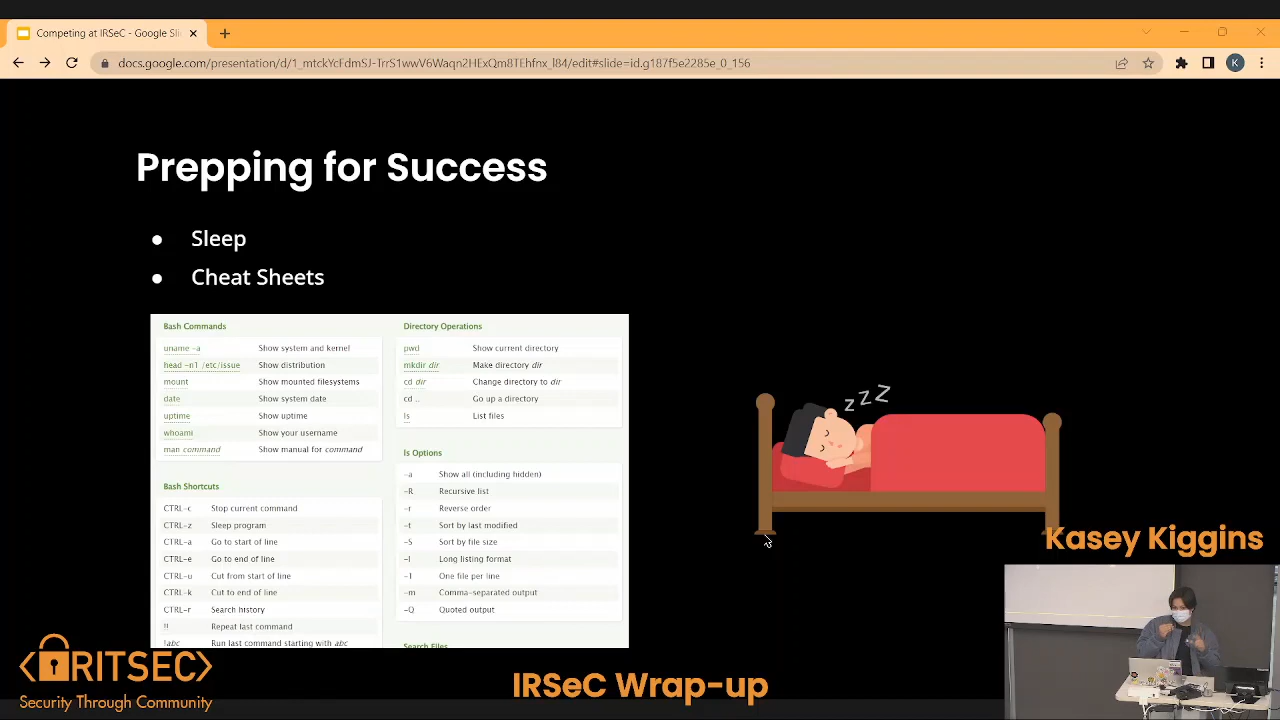 Competing at IRSeC - Google Sli
docs.google.com/presentation/d/1_mtckYcFdmSJ-TrrS1wwV6Waqn2HExQm8TEhfnx_l84/edit#slide=id.g187f5e2285e_0_156
K
Prepping for Success
● Sleep
● Cheat Sheets
Bash Commands
uname -a Show system and kernel
head -n1 /etc/issue Show distribution
mount Show mounted filesystems
date Show system date
uptime Show uptime
whoami Show your username
man command Show manual for command
Bash Shortcuts
CTRL-c Stop current command
CTRL-z Sleep program
CTRL-a Go to start of line
CTRL-e Go to end of line
CTRL-u Cut from start of line
CTRL-k Cut to end of line
CTRL-r Search history
!! Repeat last command
!abc Run last command starting with abc
Directory Operations
pwd Show current directory
mkdir dir Make directory dir
cd dir Change directory to dir
cd .. Go up a directory
ls List files
ls Options
-a Show all (including hidden)
-R Recursive list
-r Reverse order
-t Sort by last modified
-S Sort by file size
-l Long listing format
-1 One file per line
-m Comma-separated output
-Q Quoted output
Search Files
z z Z
Kasey Kiggins
<RITSEC>
Security Through Community
IRSeC Wrap-up